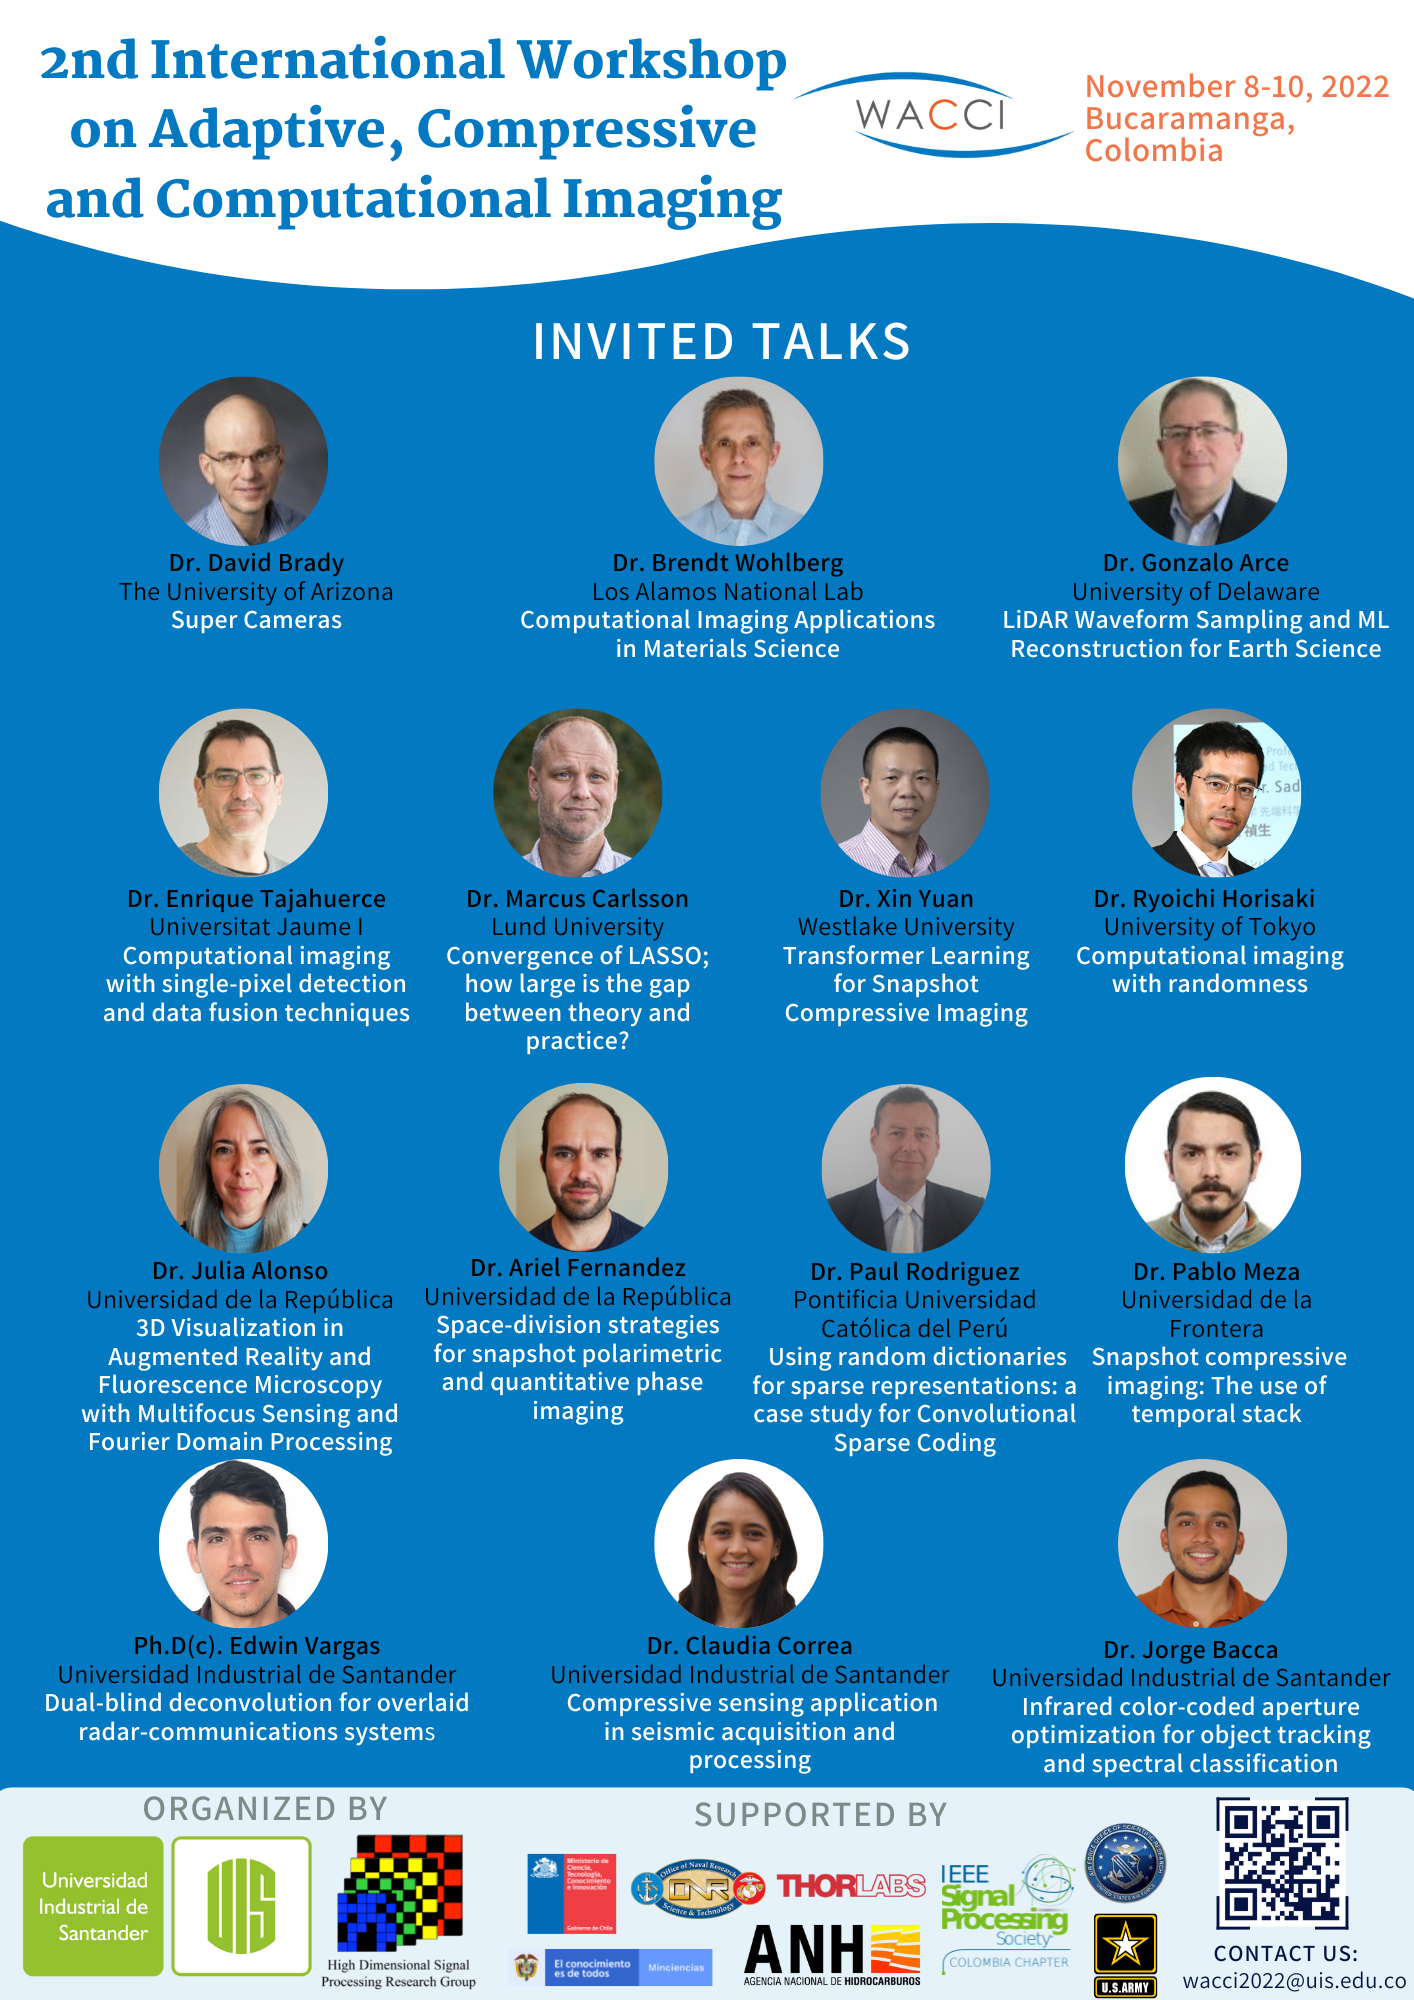 2nd International Workshop
on Adaptive, Compressive
and Computational Imaging
WACCI
November 8-10, 2022
Bucaramanga,
Colombia
INVITED TALKS
Dr. David Brady
The University of Arizona
Super Cameras
Dr. Brendt Wohlberg
Los Alamos National Lab
Computational Imaging Applications
in Materials Science
Dr. Gonzalo Arce
University of Delaware
LiDAR Waveform Sampling and ML
Reconstruction for Earth Science
Dr. Enrique Tajahuerce
Universitat Jaume I
Computational imaging
with single-pixel detection
and data fusion techniques
Dr. Marcus Carlsson
Lund University
Convergence of LASSO;
how large is the gap
between theory and
practice?
Dr. Xin Yuan
Westlake University
Transformer Learning
for Snapshot
Compressive Imaging
Dr. Ryoichi Horisaki
University of Tokyo
Computational imaging
with randomness
Dr. Julia Alonso
Universidad de la República
3D Visualization in
Augmented Reality and
Fluorescence Microscopy
with Multifocus Sensing and
Fourier Domain Processing
Dr. Ariel Fernandez
Universidad de la República
Space-division strategies
for snapshot polarimetric
and quantitative phase
imaging
Dr. Paul Rodriguez
Pontificia Universidad
Católica del Perú
Using random dictionaries
for sparse representations: a
case study for Convolutional
Sparse Coding
Dr. Pablo Meza
Universidad de la
Frontera
Snapshot compressive
imaging: The use of
temporal stack
Ph.D(c). Edwin Vargas
Universidad Industrial de Santander
Dual-blind deconvolution for overlaid
radar-communications systems
Dr. Claudia Correa
Universidad Industrial de Santander
Compressive sensing application
in seismic acquisition and
processing
Dr. Jorge Bacca
Universidad Industrial de Santander
Infrared color-coded aperture
optimization for object tracking
and spectral classification
ORGANIZED BY
Universidad
Industrial de
Santander
UIS
High Dimensional Signal
Processing Research Group
SUPPORTED BY
Ministerio de
Ciencia,
Tecnología,
Conocimiento
e Innovación
Gobierno de Chile
Office of Naval Research
ONR
Science & Technology
THORLABS
IEEE
Signal
Processing
Society
COLOMBIA CHAPTER
El conocimiento
es de todos
Minciencias
ANH
AGENCIA NACIONAL DE HIDROCARBUROS
U.S.ARMY
CONTACT US:
wacci2022@uis.edu.co